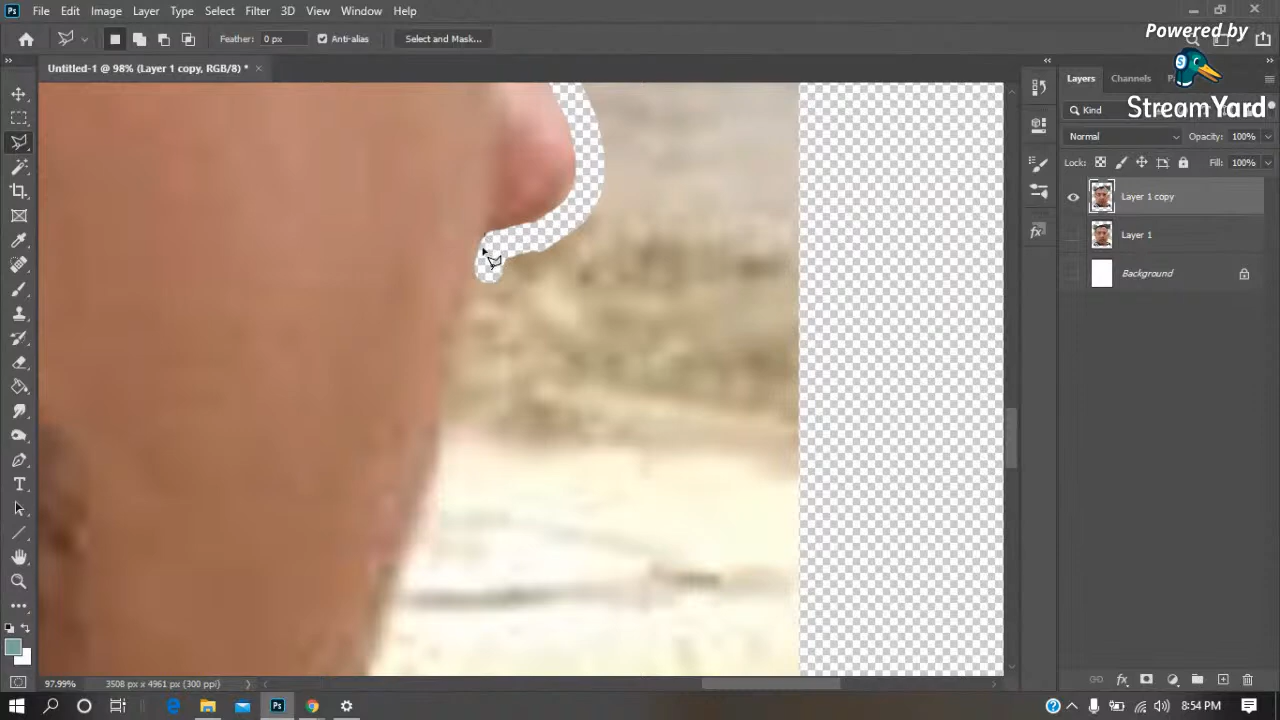 File Edit Image Layer Type Select Filter 3D View Window Help
Powered by
StreamYard
Feather: 0 px Anti-alias Select and Mask...
Untitled-1 @ 98% (Layer 1 copy, RGB/8) *
Layers Channels
Kind
Normal Opacity: 100%
Lock: Fill: 100%
Layer 1 copy
Layer 1
Background
97.99% 3508 px x 4961 px (300 ppi)
8:54 PM